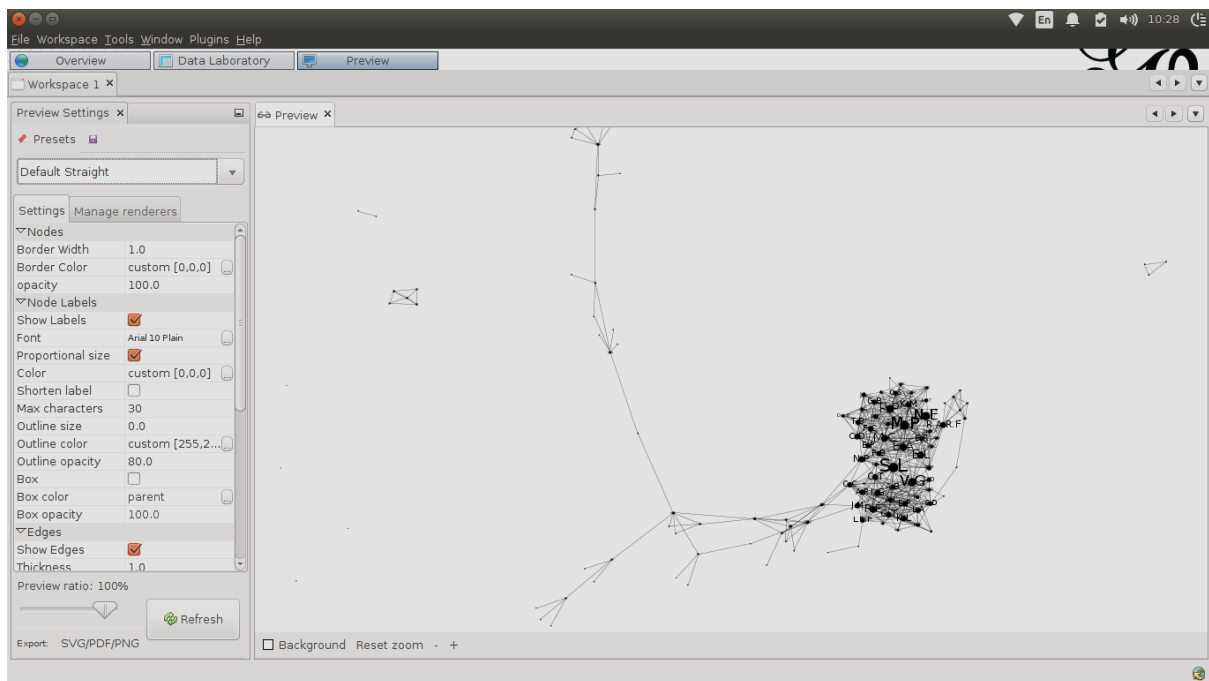 En 10:28
File Workspace Tools Window Plugins Help
Overview Data Laboratory Preview
Workspace 1
Preview Settings Preview
Presets
Default Straight
Settings Manage renderers
Nodes
Border Width 1.0
Border Color custom [0,0,0] ...
opacity 100.0
Node Labels
Show Labels
Font Arial 10 Plain ...
Proportional size
Color custom [0,0,0] ...
Shorten label
Max characters 30
Outline size 0.0
Outline color custom [255,2... ...
Outline opacity 80.0
Box
Box color parent ...
Box opacity 100.0
Edges
Show Edges
Thickness 1.0
Preview ratio: 100%
Refresh
Export: SVG/PDF/PNG
Background Reset zoom - +
N.E
M.P
R.A.R.F
S.L
V.G